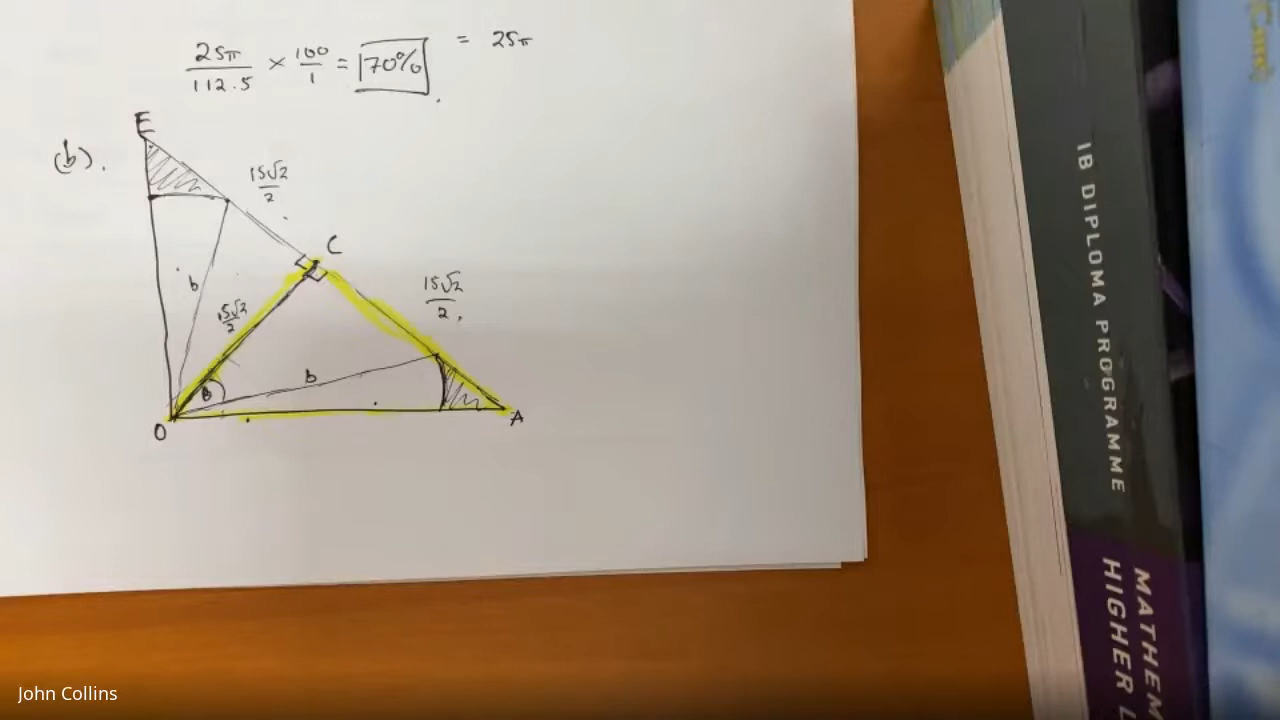 25π/112.5 × 100/1 = 70% = 25π
(b).
E
15√2/2
C
b
15√2/2
15√2/2
θ
b
O
A
IB DIPLOMA PROGRAMME
MATHEM
HIGHER L
John Collins